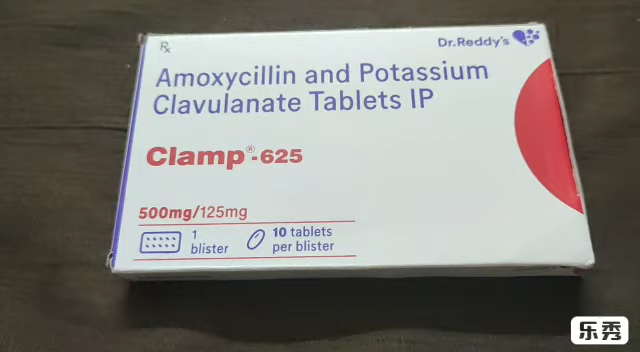 Rx
Dr.Reddy's
Amoxycillin and Potassium
Clavulanate Tablets IP
Clamp®-625
500mg/125mg
1
blister
10 tablets
per blister
乐秀